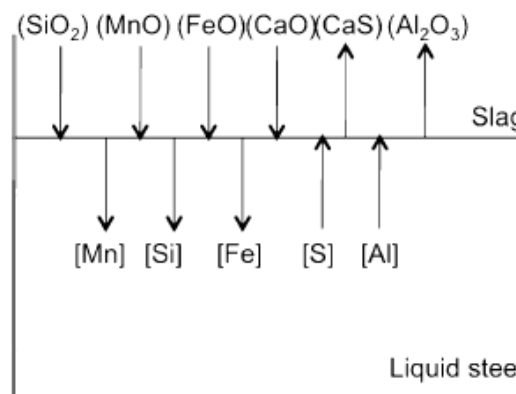 (SiO₂) (MnO) (FeO)(CaO)(CaS) (Al₂O₃)
Slag
[Mn] [Si] [Fe] [S] [Al]
Liquid stee